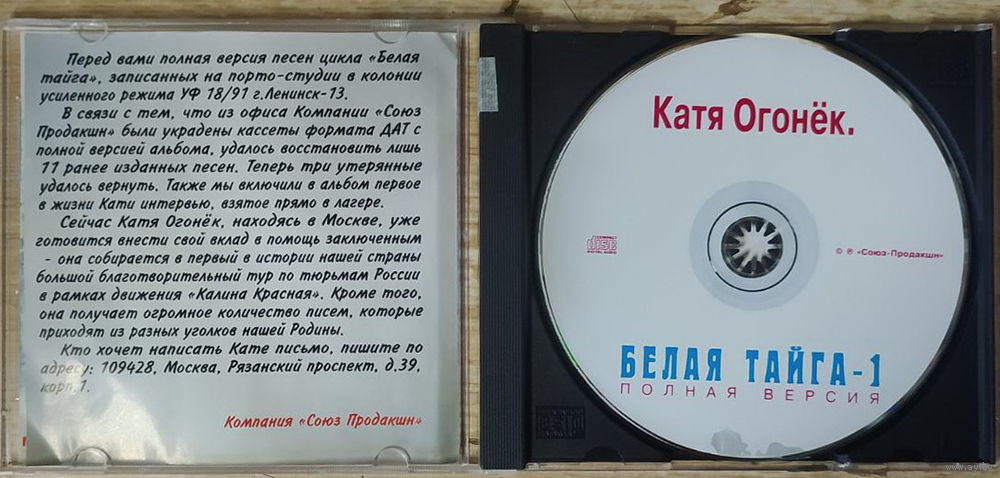 Перед вами полная версия песен цикла «Белая
тайга», записанных на порто-студии в колонии
усиленного режима УФ 18/91 г.Ленинск-13.
В связи с тем, что из офиса Компании «Союз
Продакшн» были украдены кассеты формата ДАТ с
полной версией альбома, удалось восстановить лишь
11 ранее изданных песен. Теперь три утерянные
удалось вернуть. Также мы включили в альбом первое
в жизни Кати интервью, взятое прямо в лагере.
Сейчас Катя Огонёк, находясь в Москве, уже
готовится внести свой вклад в помощь заключенным
- она собирается в первый в истории нашей страны
большой благотворительный тур по тюрьмам России
в рамках движения «Калина Красная». Кроме того,
она получает огромное количество писем, которые
приходят из разных уголков нашей Родины.
Кто хочет написать Кате письмо, пишите по
адресу: 109428, Москва, Рязанский проспект, д.39,
корп.1.
Компания «Союз Продакшн»
Катя Огонёк.
COMPACT
disc
DIGITAL AUDIO
© ℗ «Союз-Продакшн»
БЕЛАЯ ТАЙГА-1
ПОЛНАЯ ВЕРСИЯ